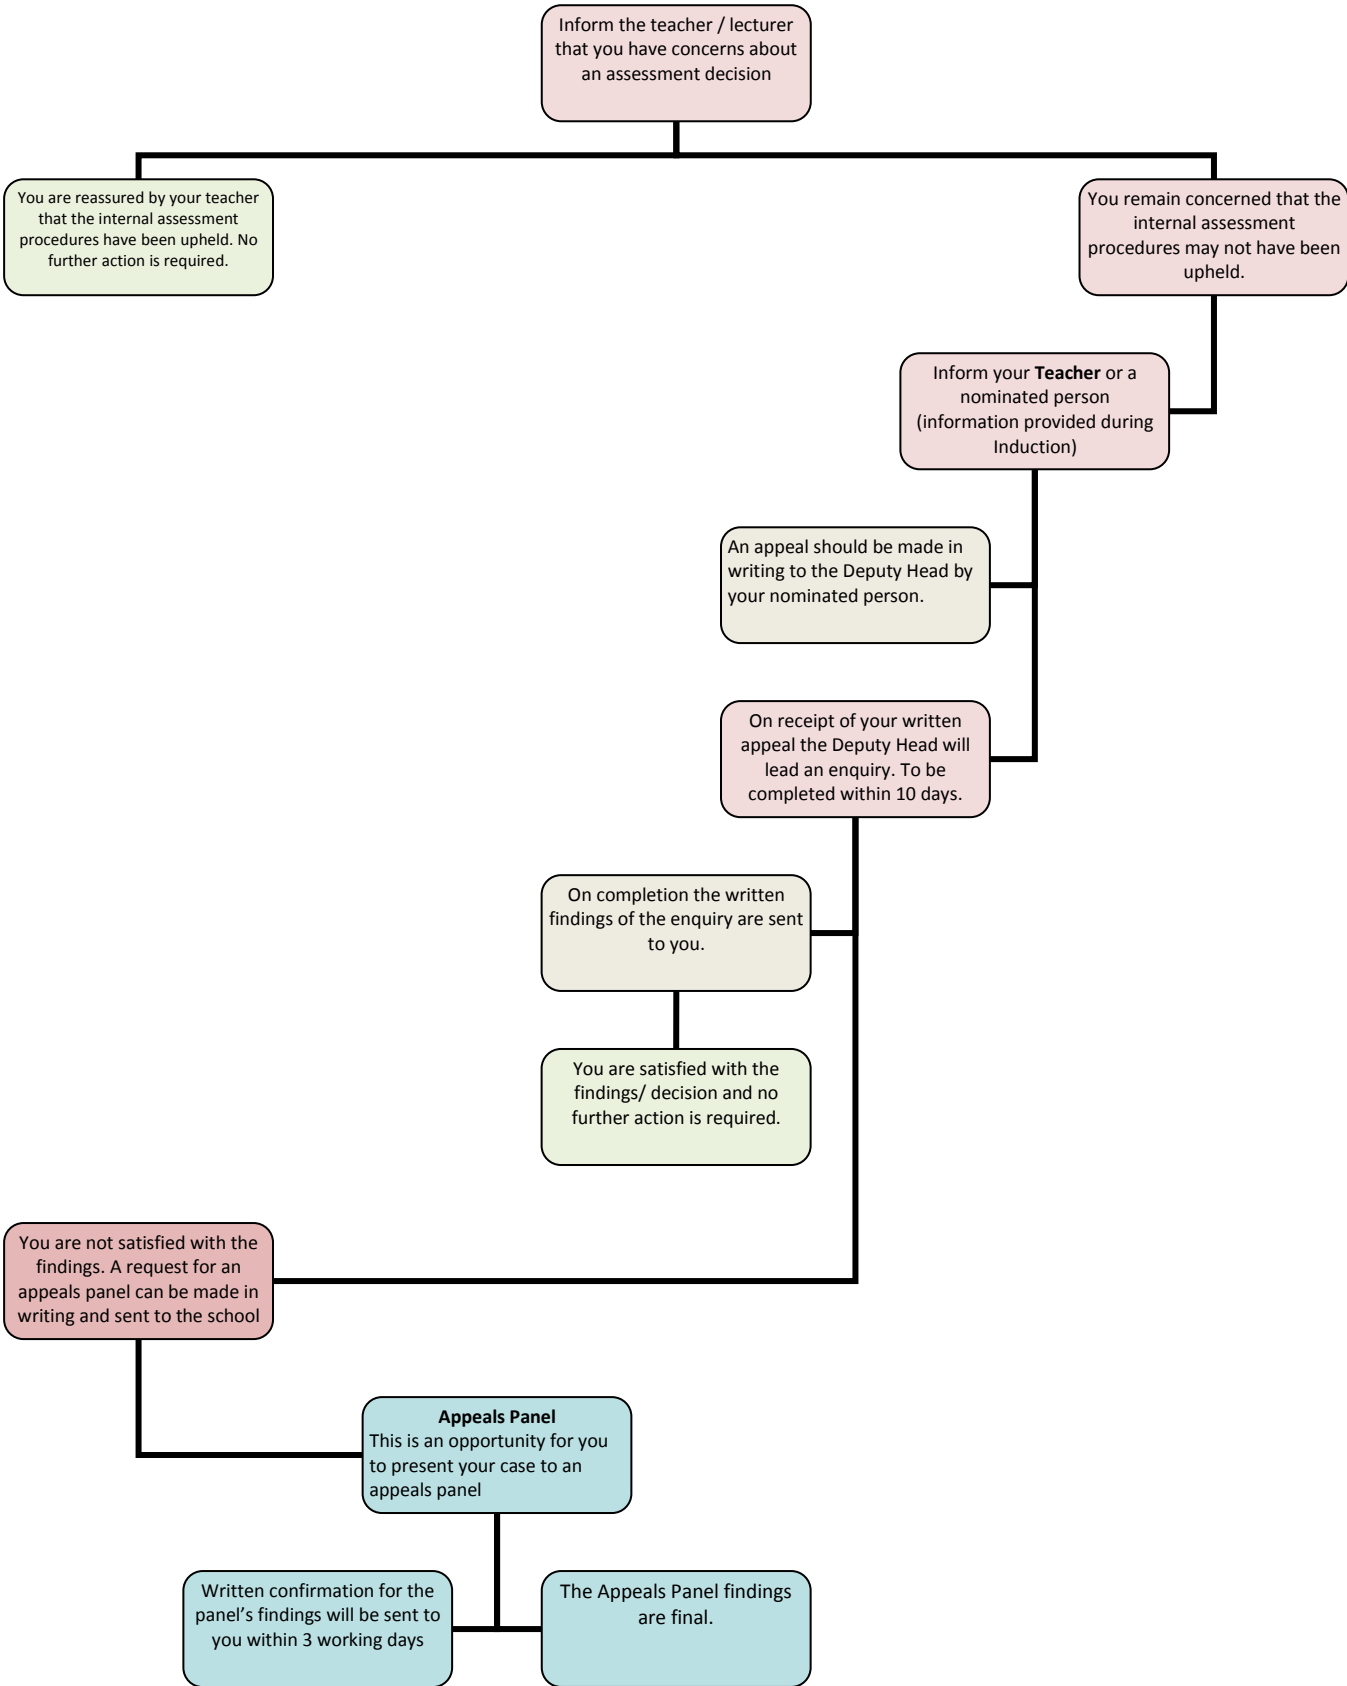 Inform the teacher / lecturer
that you have concerns about
an assessment decision
You are reassured by your teacher
that the internal assessment
procedures have been upheld. No
further action is required.
You remain concerned that the
internal assessment
procedures may not have been
upheld.
Inform your Teacher or a
nominated person
(information provided during
Induction)
An appeal should be made in
writing to the Deputy Head by
your nominated person.
On receipt of your written
appeal the Deputy Head will
lead an enquiry. To be
completed within 10 days.
On completion the written
findings of the enquiry are sent
to you.
You are satisfied with the
findings/ decision and no
further action is required.
You are not satisfied with the
findings. A request for an
appeals panel can be made in
writing and sent to the school
Appeals Panel
This is an opportunity for you
to present your case to an
appeals panel
Written confirmation for the
panel’s findings will be sent to
you within 3 working days
The Appeals Panel findings
are final.